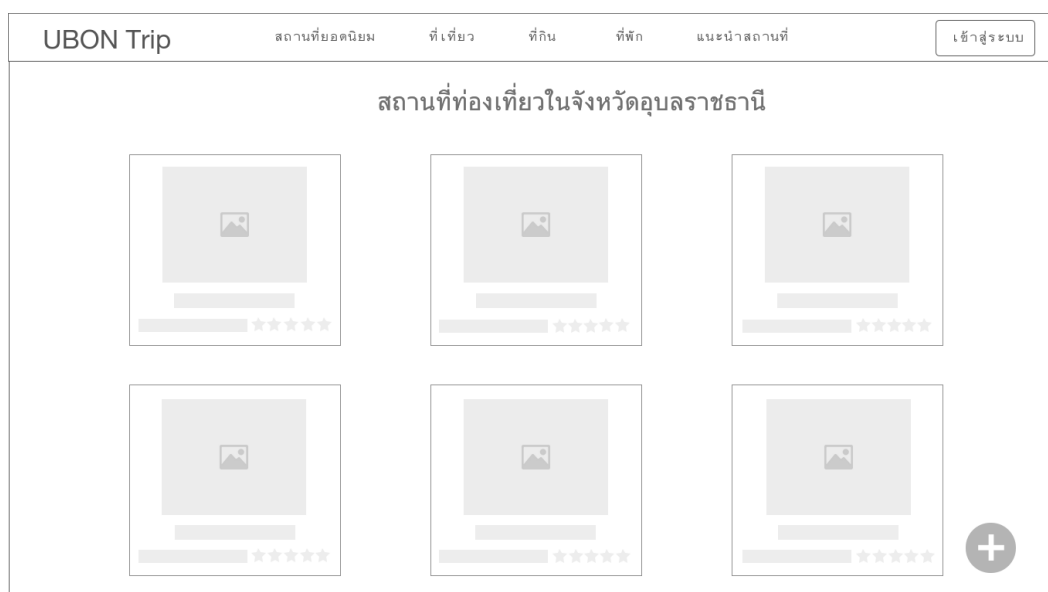 UBON Trip สถานที่ยอดนิยม ที่เที่ยว ที่กิน ที่พัก แนะนำสถานที่ เข้าสู่ระบบ
สถานที่ท่องเที่ยวในจังหวัดอุบลราชธานี